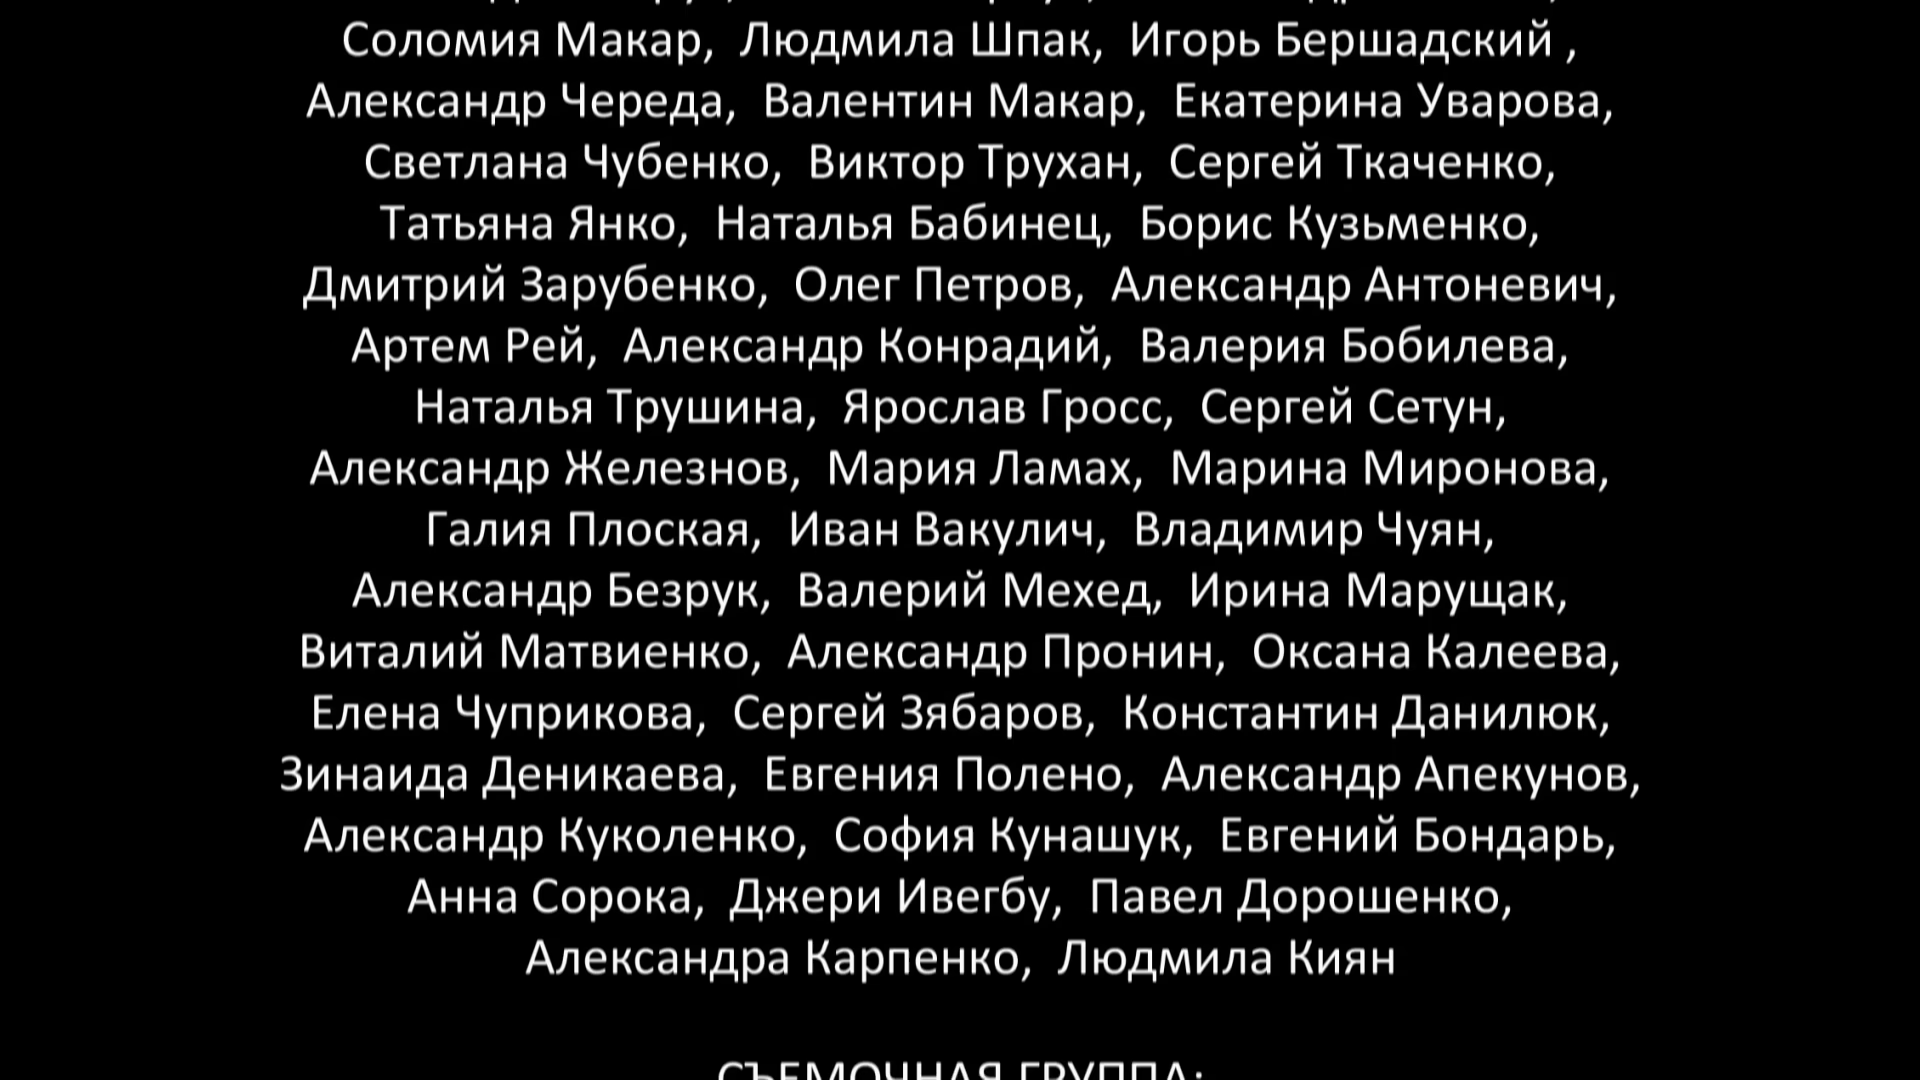 Соломия Макар, Людмила Шпак, Игорь Бершадский ,
Александр Череда, Валентин Макар, Екатерина Уварова,
Светлана Чубенко, Виктор Трухан, Сергей Ткаченко,
Татьяна Янко, Наталья Бабинец, Борис Кузьменко,
Дмитрий Зарубенко, Олег Петров, Александр Антоневич,
Артем Рей, Александр Конрадий, Валерия Бобилева,
Наталья Трушина, Ярослав Гросс, Сергей Сетун,
Александр Железнов, Мария Ламах, Марина Миронова,
Галия Плоская, Иван Вакулич, Владимир Чуян,
Александр Безрук, Валерий Мехед, Ирина Марущак,
Виталий Матвиенко, Александр Пронин, Оксана Калеева,
Елена Чуприкова, Сергей Зябаров, Константин Данилюк,
Зинаида Деникаева, Евгения Полено, Александр Апекунов,
Александр Куколенко, София Кунашук, Евгений Бондарь,
Анна Сорока, Джери Ивегбу, Павел Дорошенко,
Александра Карпенко, Людмила Киян
СЪЕМОЧНАЯ ГРУППА: